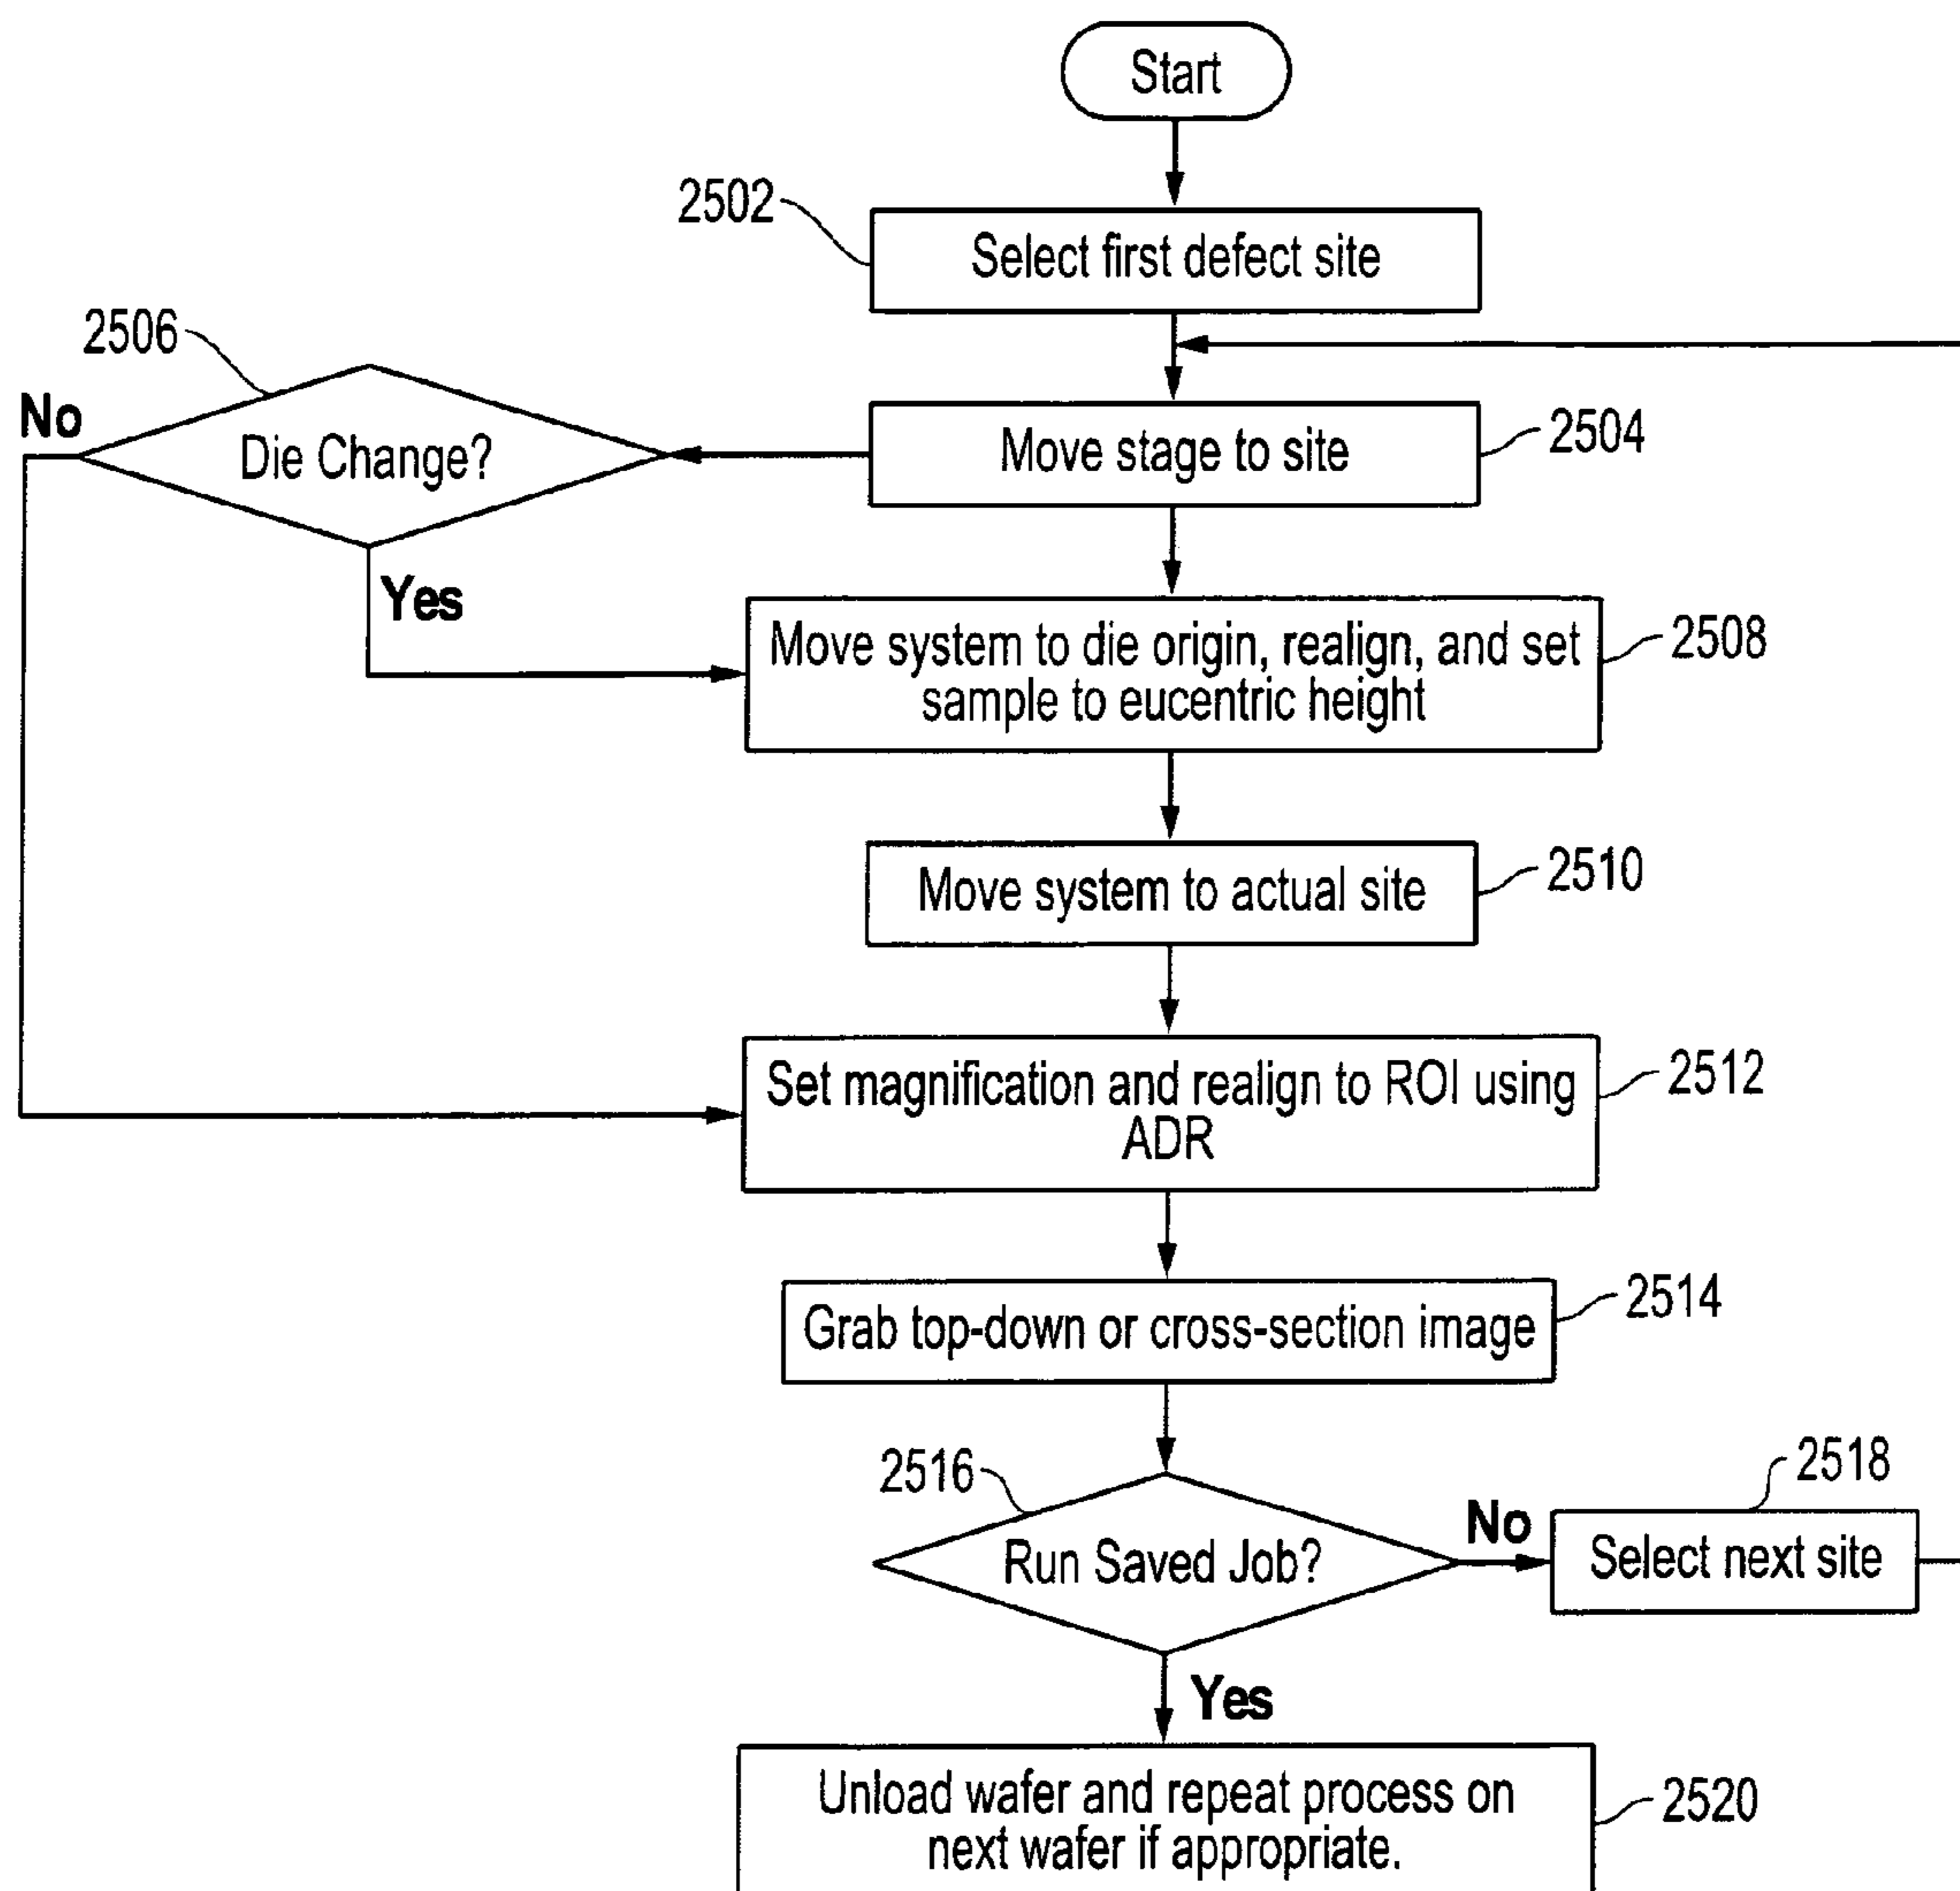 Start
2502
Select first defect site
2506
No
Die Change?
Move stage to site
2504
Yes
Move system to die origin, realign, and set
sample to eucentric height
2508
Move system to actual site
2510
Set magnification and realign to ROI using
ADR
2512
Grab top-down or cross-section image
2514
2516
Run Saved Job?
No
2518
Select next site
Yes
Unload wafer and repeat process on
next wafer if appropriate.
2520